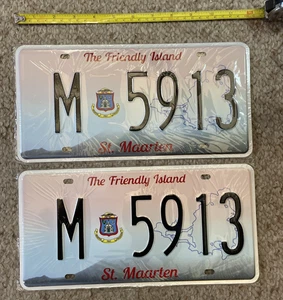 The Friendly Island
M 5913
St. Maarten
The Friendly Island
M 5913
St. Maarten